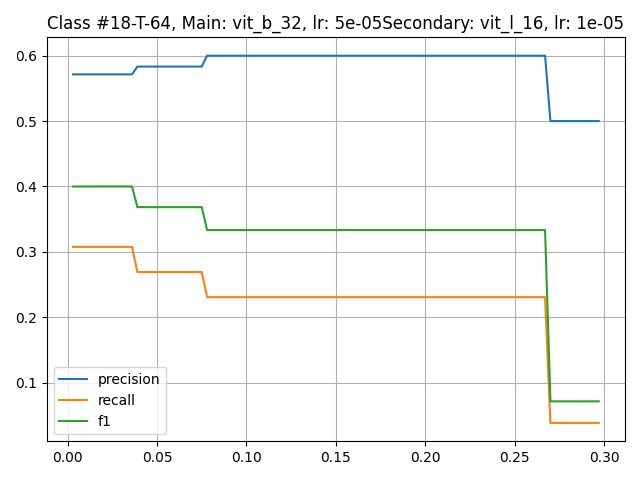 Class #18-T-64, Main: vit_b_32, lr: 5e-05Secondary: vit_l_16, lr: 1e-05
0.6
0.5
0.4
0.3
0.2
0.1
precision
recall
f1
0.00 0.05 0.10 0.15 0.20 0.25 0.30